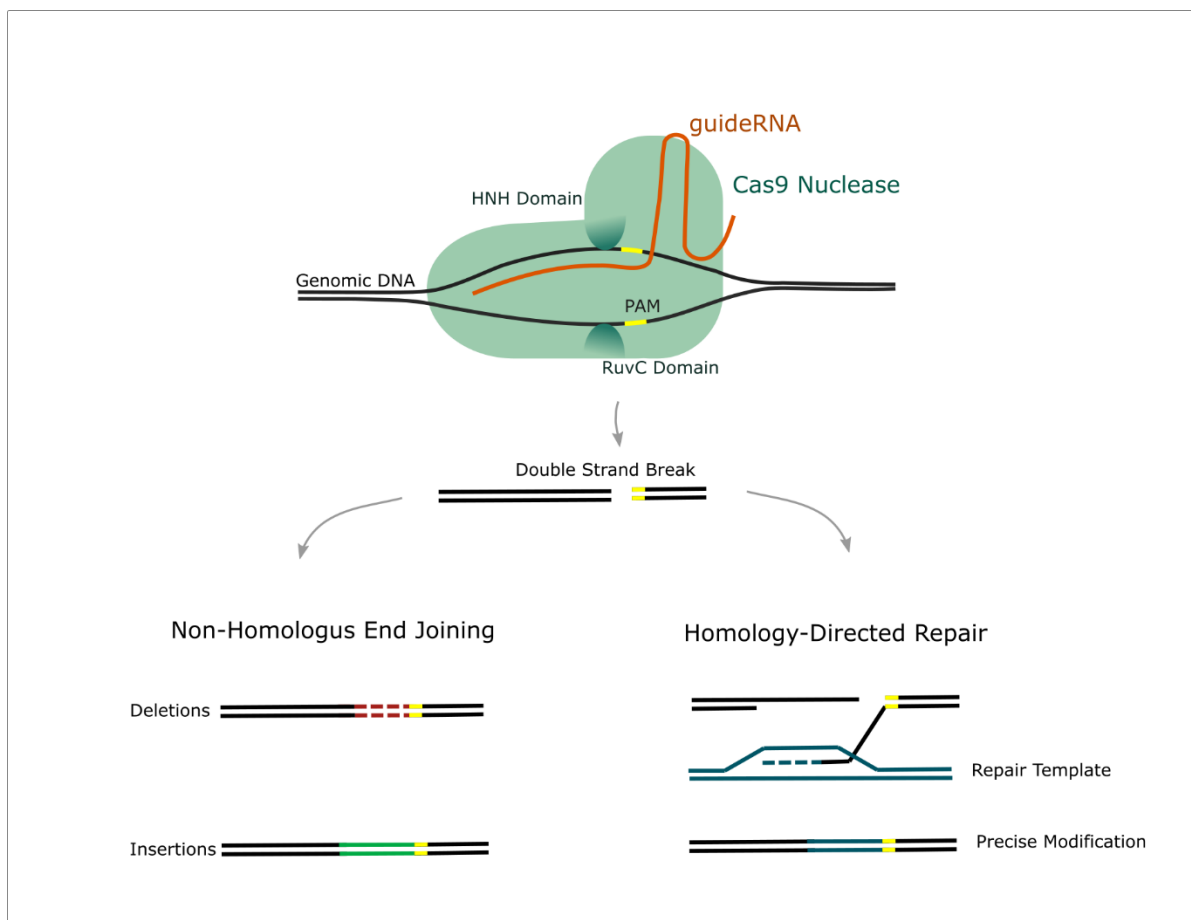 guideRNA
Cas9 Nuclease
HNH Domain
Genomic DNA
PAM
RuvC Domain
Double Strand Break
Non-Homologus End Joining
Homology-Directed Repair
Deletions
Repair Template
Insertions
Precise Modification